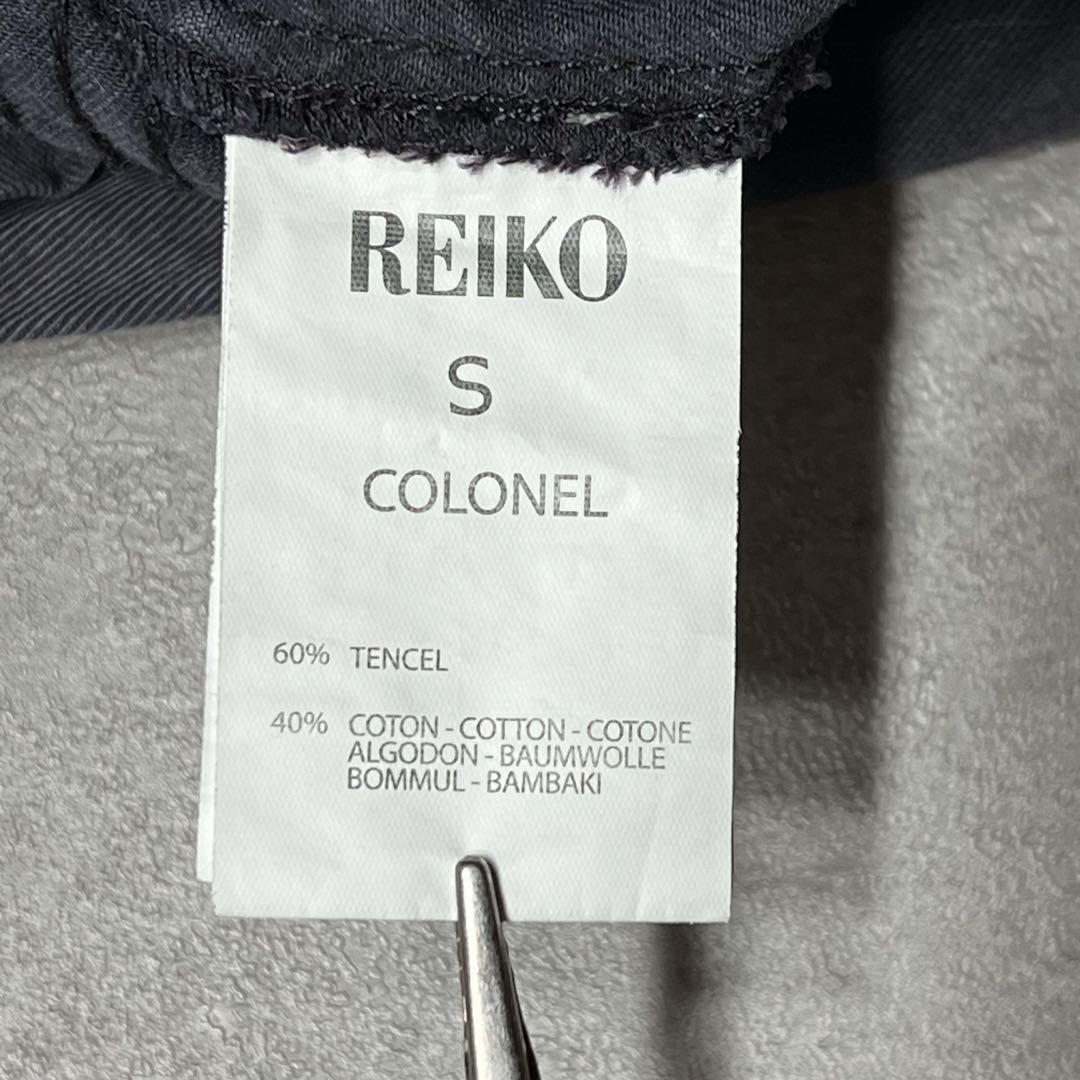 REIKO
S
COLONEL
60% TENCEL
40% COTON - COTTON - COTONE
ALGODON - BAUMWOLLE
BOMMUL - BAMBAKI